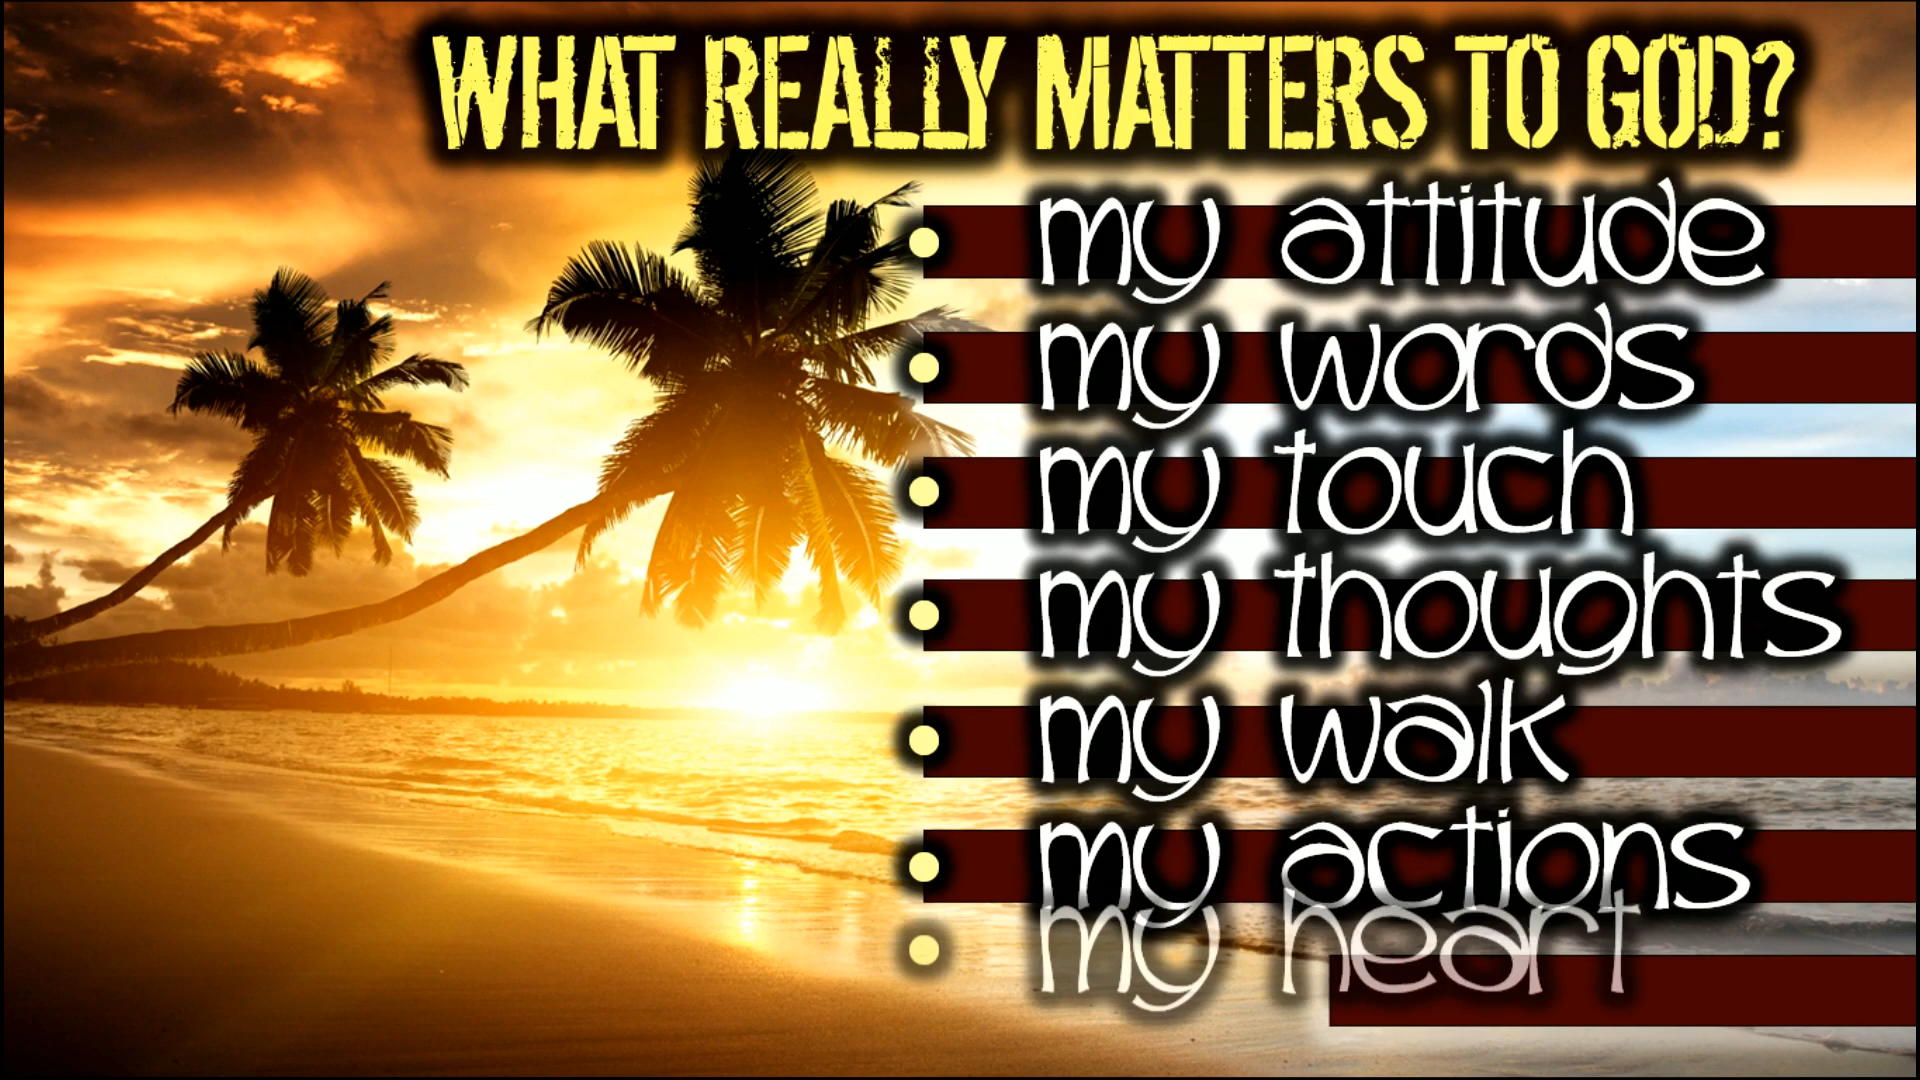 WHAT REALLY MATTERS TO GOD?
• my attitude
• my words
• my touch
• my thoughts
• my walk
• my actions
• my heart